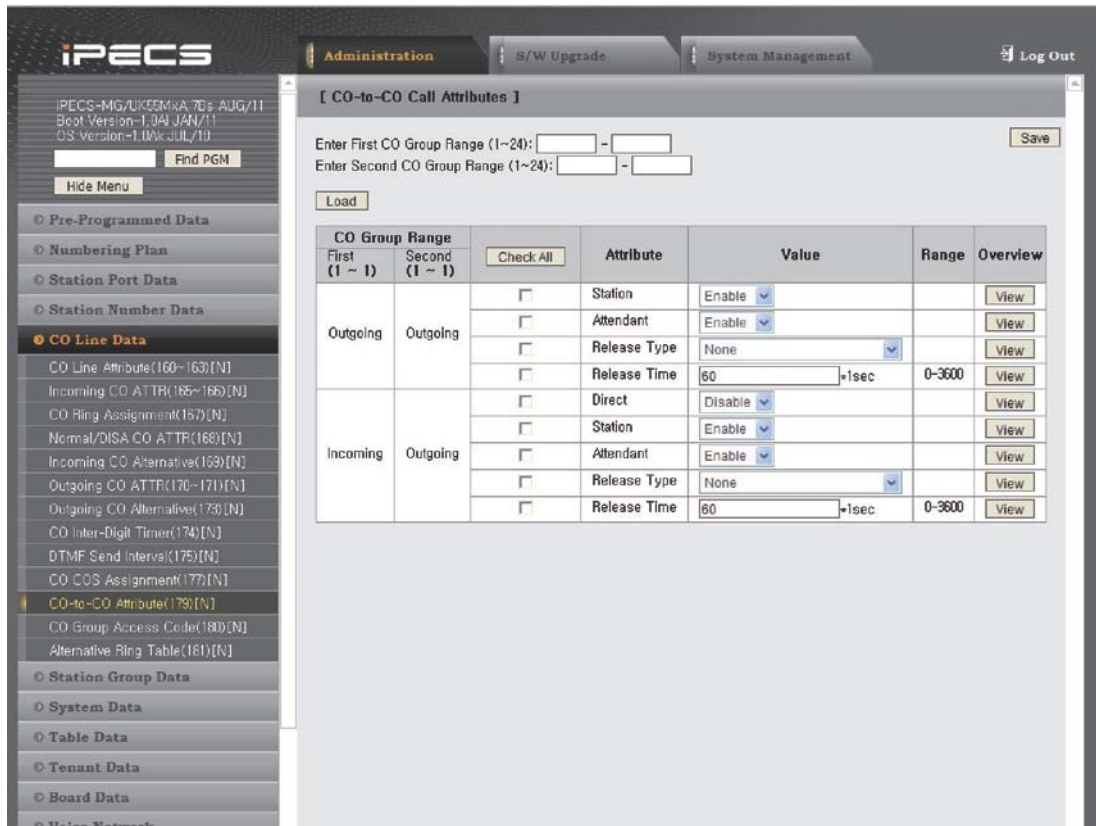 iPECS
Administration
S/W Upgrade
System Management
Log Out
iPECS-MG/UK55MxA.7Bs AUG/11
Boot Version-1.0Al JAN/11
OS Version-1.0Ak JUL/10
Find PGM
Hide Menu
Pre-Programmed Data
Numbering Plan
Station Port Data
Station Number Data
CO Line Data
CO Line Attribute(160~163)[N]
Incoming CO ATTR(165~166)[N]
CO Ring Assignment(167)[N]
Normal/DISA CO ATTR(168)[N]
Incoming CO Alternative(169)[N]
Outgoing CO ATTR(170~171)[N]
Outgoing CO Alternative(173)[N]
CO Inter-Digit Timer(174)[N]
DTMF Send Interval(175)[N]
CO COS Assignment(177)[N]
CO-to-CO Attribute(179)[N]
CO Group Access Code(180)[N]
Alternative Ring Table(181)[N]
Station Group Data
System Data
Table Data
Tenant Data
Board Data
[ CO-to-CO Call Attributes ]
Enter First CO Group Range (1~24): -
Save
Enter Second CO Group Range (1~24): -
Load
CO Group Range
First (1 ~ 1) Second (1 ~ 1) Check All Attribute Value Range Overview
Outgoing Outgoing
Station Enable View
Attendant Enable View
Release Type None View
Release Time 60 *1sec 0-3600 View
Incoming Outgoing
Direct Disable View
Station Enable View
Attendant Enable View
Release Type None View
Release Time 60 *1sec 0-3600 View